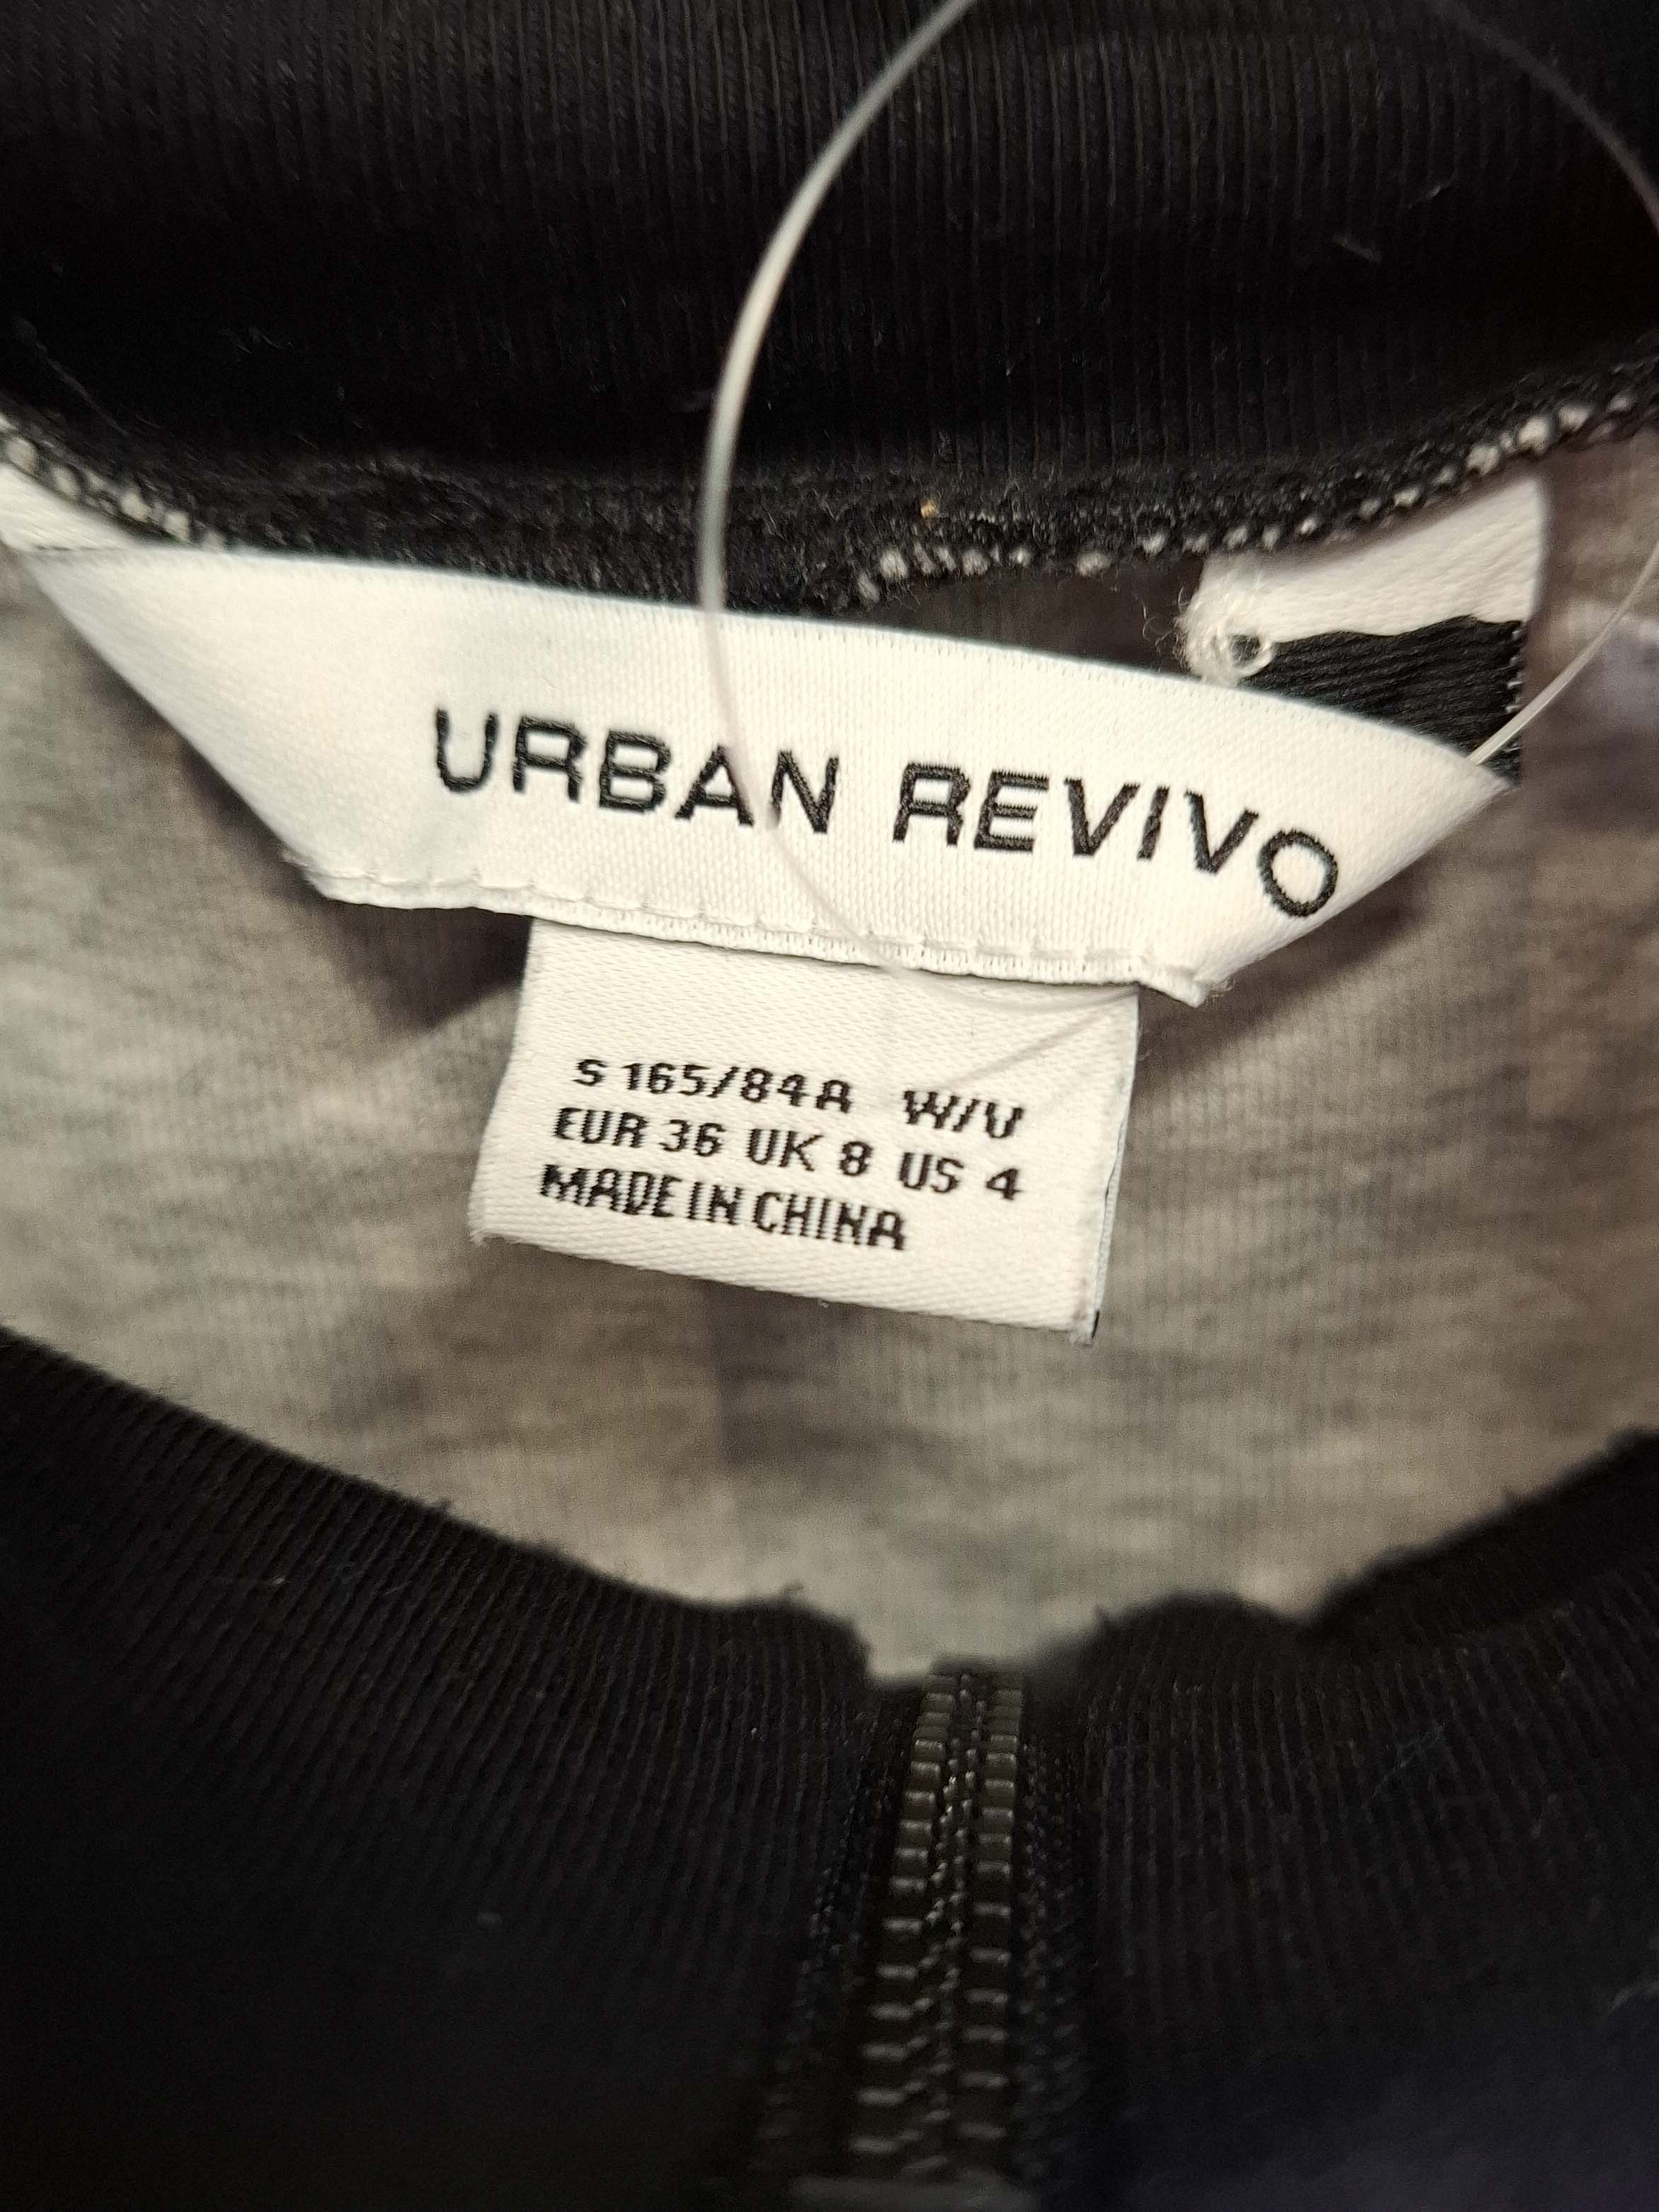 URBAN REVIVO
S 165/84A W/V
EUR 36 UK 8 US 4
MADE IN CHINA